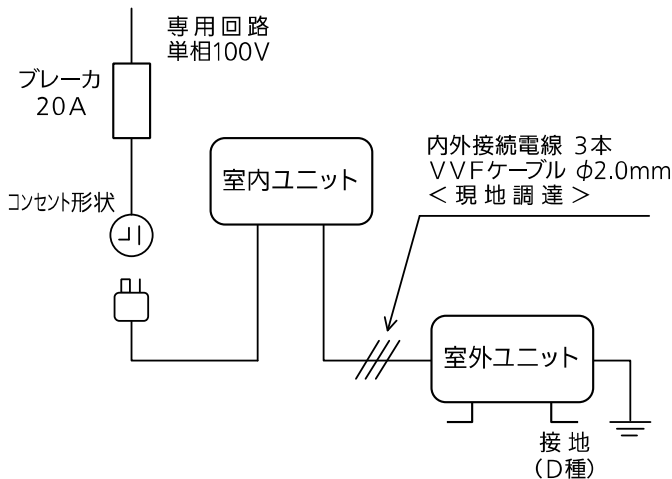 専用回路
単相100V
ブレーカ
20A
コンセント形状
室内ユニット
内外接続電線 3本
VVFケーブル φ2.0mm
＜現地調達＞
室外ユニット
接地
(D種)